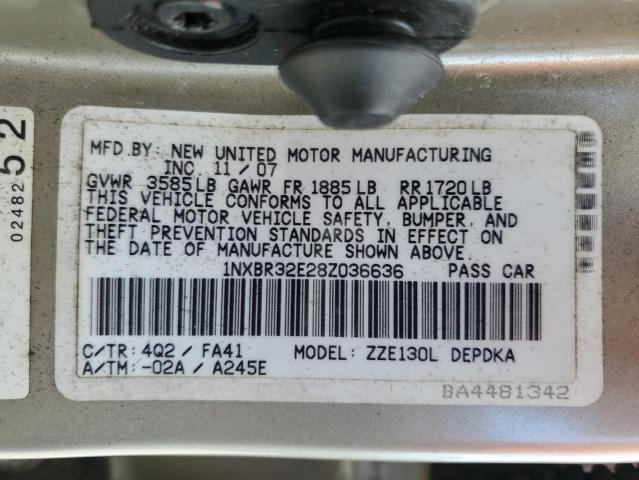 MFD.BY: NEW UNITED MOTOR MANUFACTURING
INC. 11/07
GVWR 3585LB GAWR FR 1885LB RR1720LB
THIS VEHICLE CONFORMS TO ALL APPLICABLE
FEDERAL MOTOR VEHICLE SAFETY, BUMPER, AND
THEFT PREVENTION STANDARDS IN EFFECT ON
THE DATE OF MANUFACTURE SHOWN ABOVE.
1NXBR32E28Z036636 PASS CAR
C/TR: 4Q2 / FA41 MODEL: ZZE130L DEPDKA
A/TM: -02A / A245E
BA4481342
52
02482